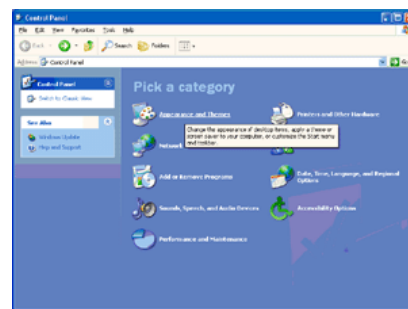 Control Panel
File Edit View Favorites Tools Help
Back Search Folders
Address Control Panel
Control Panel
Switch to Classic View
See Also
Windows Update
Help and Support
Pick a category
Appearance and Themes
Printers and Other Hardware
Change the appearance of desktop items, apply a theme or
screen saver to your computer, or customize the Start menu
and taskbar.
Network
Add or Remove Programs
Date, Time, Language, and Regional
Options
Sounds, Speech, and Audio Devices
Accessibility Options
Performance and Maintenance